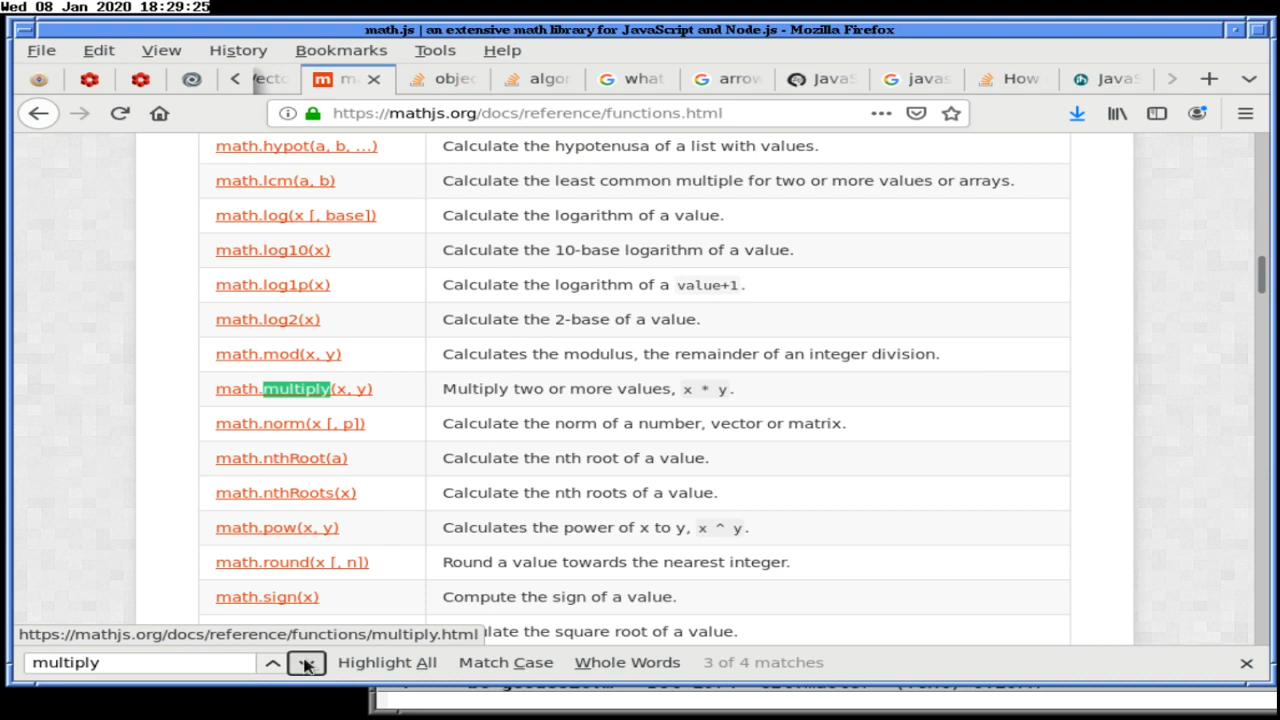 Wed 08 Jan 2020 18:29:25
math.js | an extensive math library for JavaScript and Node.js - Mozilla Firefox
File Edit View History Bookmarks Tools Help
m objec algor what arrow JavaS javas How JavaS
https://mathjs.org/docs/reference/functions.html
math.hypot(a, b, ...) Calculate the hypotenusa of a list with values.
math.lcm(a, b) Calculate the least common multiple for two or more values or arrays.
math.log(x [, base]) Calculate the logarithm of a value.
math.log10(x) Calculate the 10-base logarithm of a value.
math.log1p(x) Calculate the logarithm of a value+1.
math.log2(x) Calculate the 2-base of a value.
math.mod(x, y) Calculates the modulus, the remainder of an integer division.
math.multiply(x, y) Multiply two or more values, x * y.
math.norm(x [, p]) Calculate the norm of a number, vector or matrix.
math.nthRoot(a) Calculate the nth root of a value.
math.nthRoots(x) Calculate the nth roots of a value.
math.pow(x, y) Calculates the power of x to y, x ^ y.
math.round(x [, n]) Round a value towards the nearest integer.
math.sign(x) Compute the sign of a value.
https://mathjs.org/docs/reference/functions/multiply.html late the square root of a value.
multiply Highlight All Match Case Whole Words 3 of 4 matches